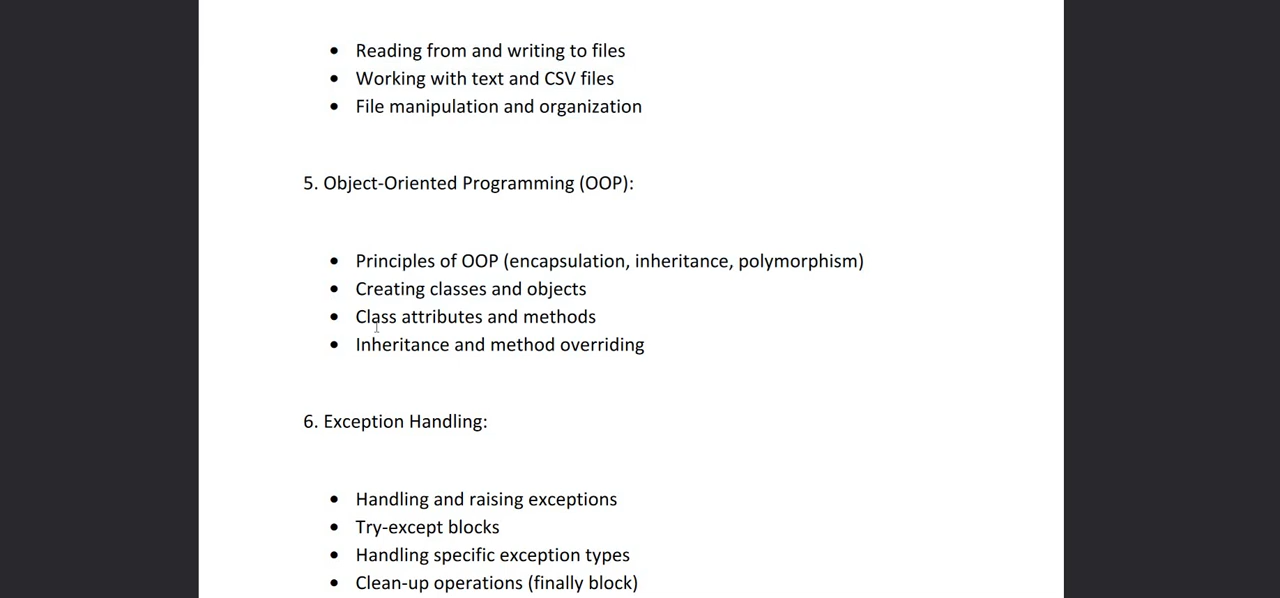 • Reading from and writing to files
• Working with text and CSV files
• File manipulation and organization
5. Object-Oriented Programming (OOP):
• Principles of OOP (encapsulation, inheritance, polymorphism)
• Creating classes and objects
• Class attributes and methods
• Inheritance and method overriding
6. Exception Handling:
• Handling and raising exceptions
• Try-except blocks
• Handling specific exception types
• Clean-up operations (finally block)